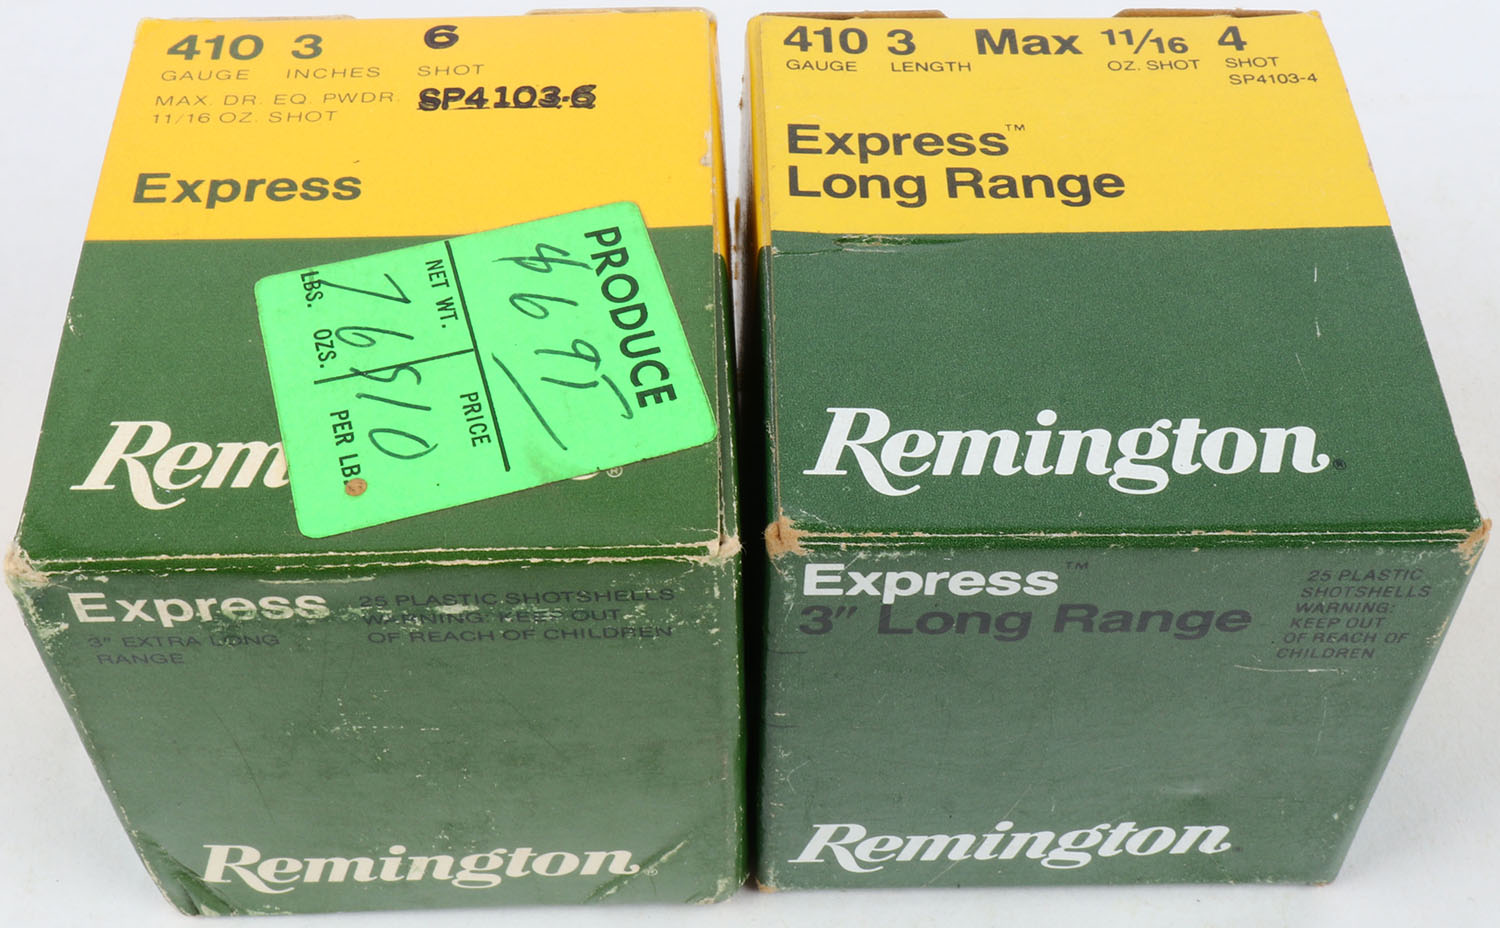 410 3 6
GAUGE INCHES SHOT
MAX. DR. EQ. PWDR. SP4103-6
11/16 OZ. SHOT
Express
PRODUCE
NET WT.
PRICE
LBS. OZS.
PER LB.
Rem
®
Express
3" EXTRA LONG
RANGE
25 PLASTIC SHOTSHELLS
WARNING: KEEP OUT
OF REACH OF CHILDREN
Remington®
410 3 Max 11/16 4
GAUGE LENGTH OZ. SHOT SHOT
SP4103-4
Express™
Long Range
Remington®
Express™
3" Long Range
25 PLASTIC
SHOTSHELLS
WARNING:
KEEP OUT
OF REACH OF
CHILDREN
Remington®